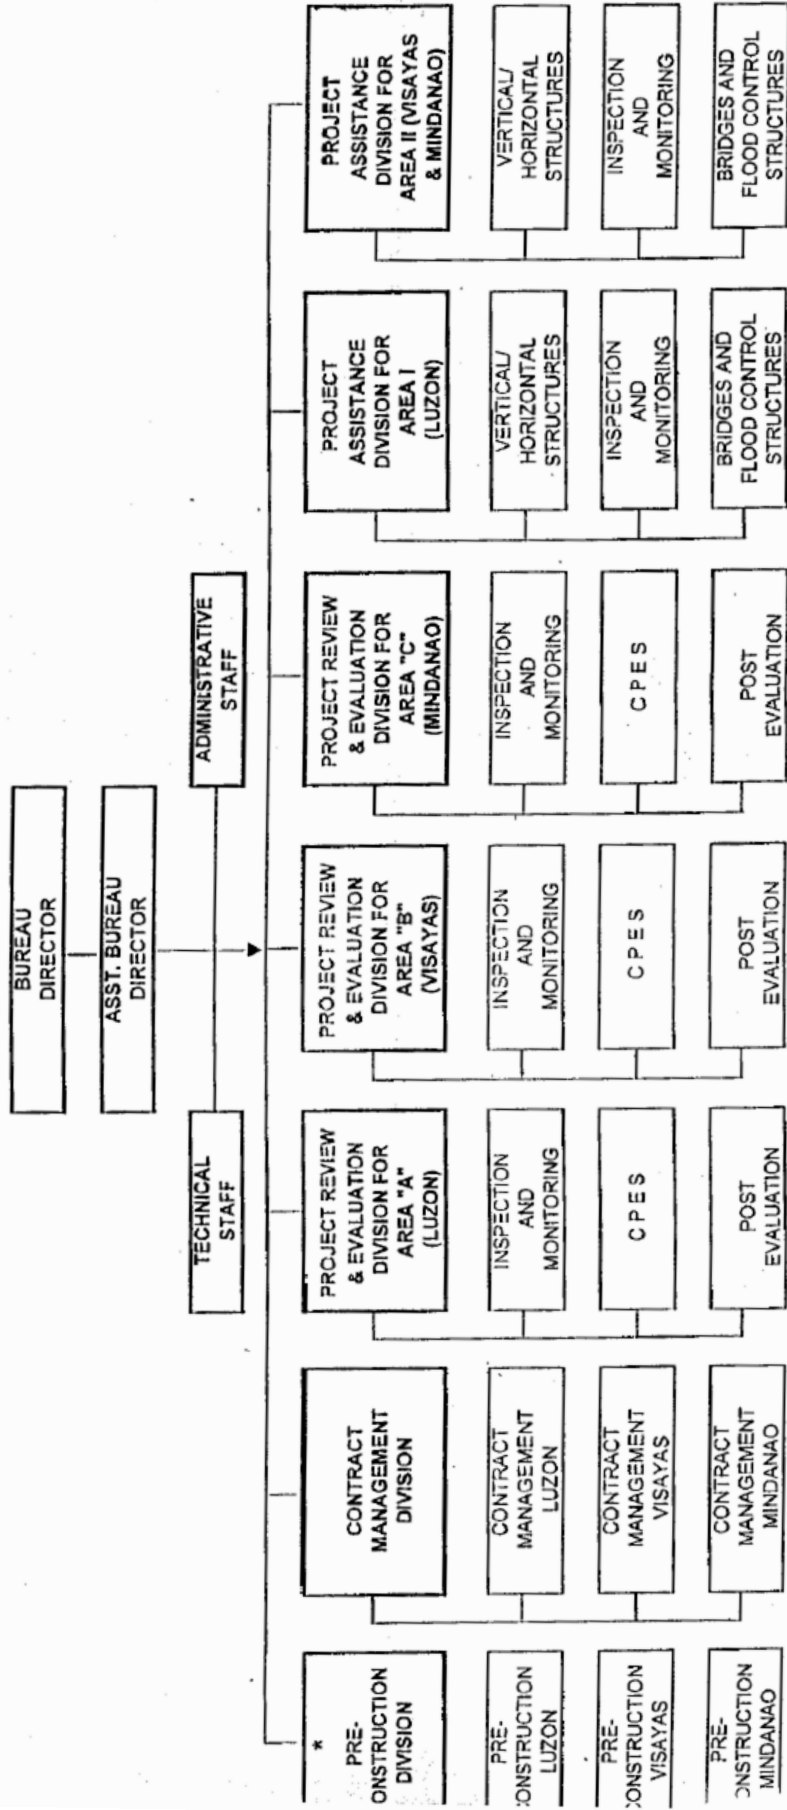 BUREAU
DIRECTOR
ASST. BUREAU
DIRECTOR
TECHNICAL
STAFF
ADMINISTRATIVE
STAFF
*
PRE-
ONSTRUCTION
DIVISION
PRE-
CONSTRUCTION
LUZON
PRE-
CONSTRUCTION
VISAYAS
PRE-
ONSTRUCTION
MINDANAO
CONTRACT
MANAGEMENT
DIVISION
CONTRACT
MANAGEMENT
LUZON
CONTRACT
MANAGEMENT
VISAYAS
CONTRACT
MANAGEMENT
MINDANAO
PROJECT REVIEW
& EVALUATION
DIVISION FOR
AREA "A"
(LUZON)
INSPECTION
AND
MONITORING
CPES
POST
EVALUATION
PROJECT REVIEW
& EVALUATION
DIVISION FOR
AREA "B"
(VISAYAS)
INSPECTION
AND
MONITORING
CPES
POST
EVALUATION
PROJECT REVIEW
& EVALUATION
DIVISION FOR
AREA "C"
(MINDANAO)
INSPECTION
AND
MONITORING
CPES
POST
EVALUATION
PROJECT
ASSISTANCE
DIVISION FOR
AREA I
(LUZON)
VERTICAL/
HORIZONTAL
STRUCTURES
INSPECTION
AND
MONITORING
BRIDGES AND
FLOOD CONTROL
STRUCTURES
PROJECT
ASSISTANCE
DIVISION FOR
AREA II (VISAYAS
& MINDANAO)
VERTICAL/
HORIZONTAL
STRUCTURES
INSPECTION
AND
MONITORING
BRIDGES AND
FLOOD CONTROL
STRUCTURES